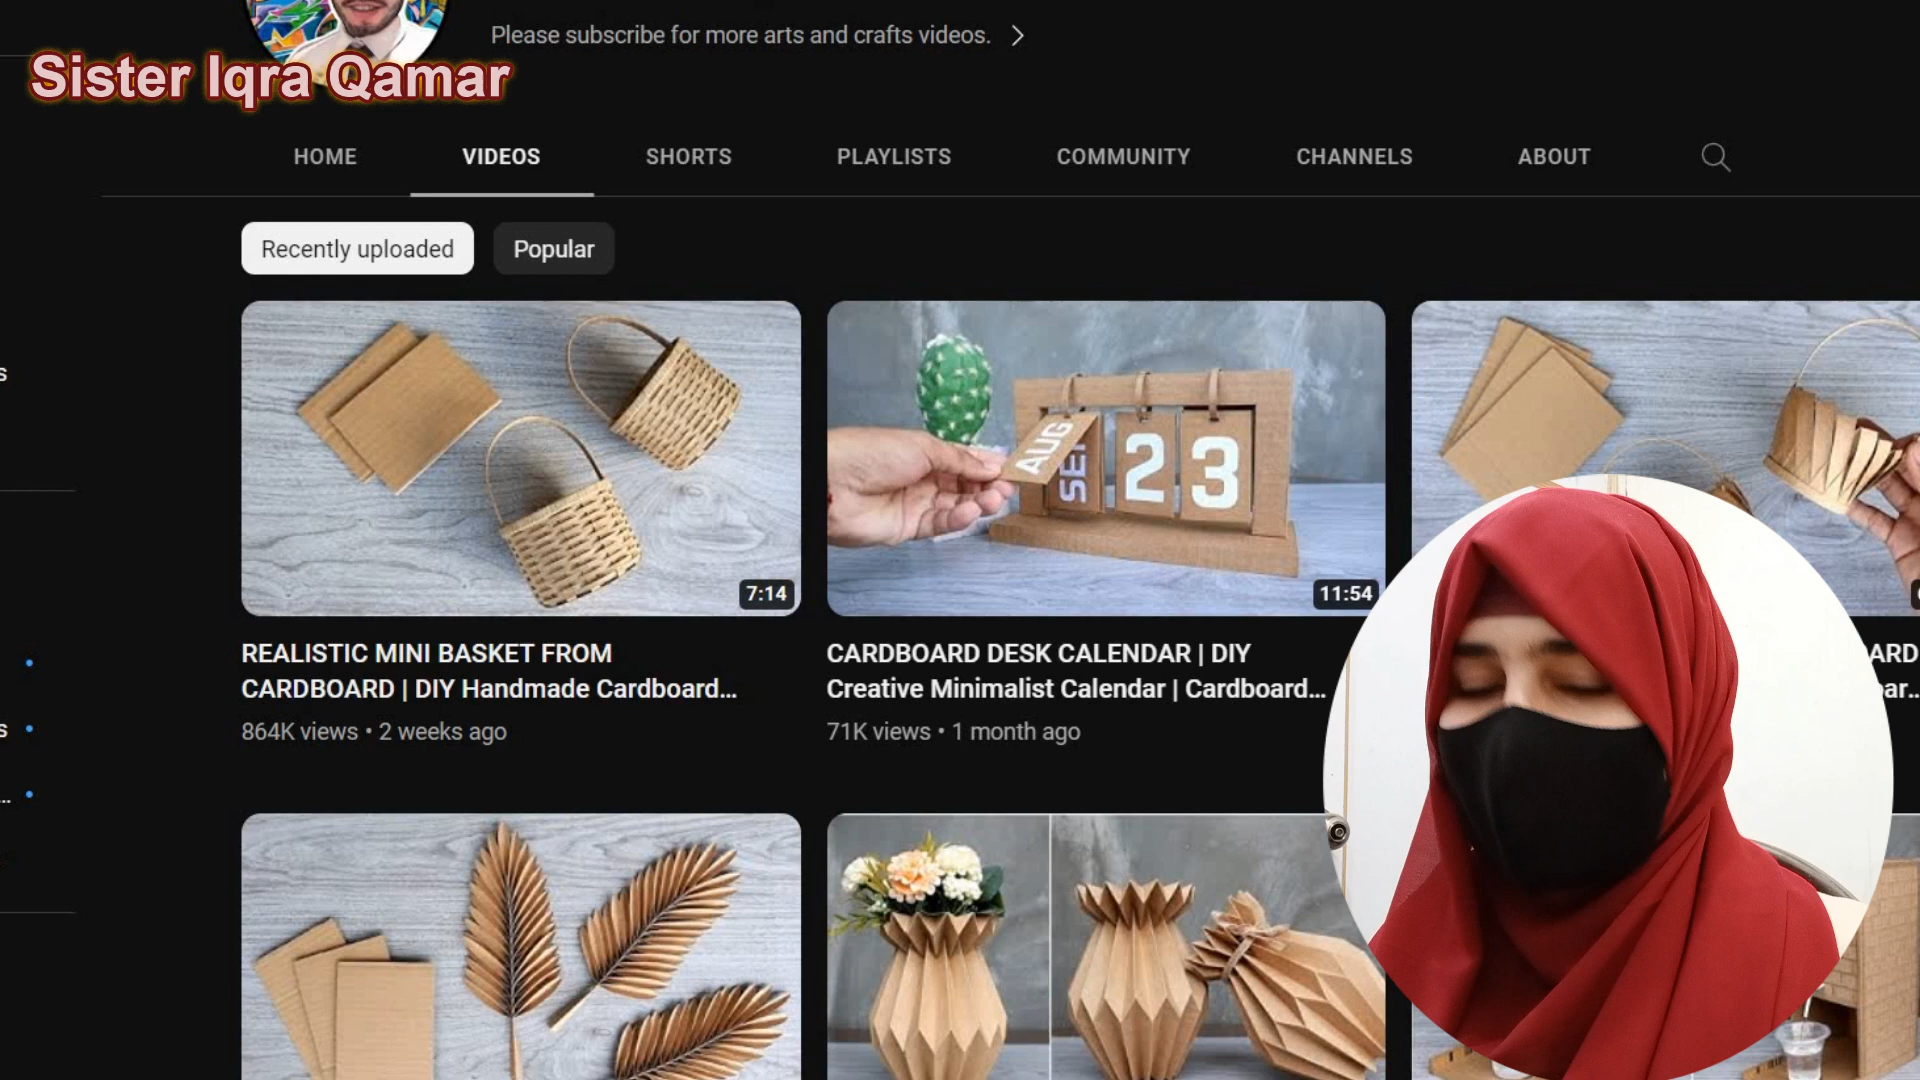 Please subscribe for more arts and crafts videos.
Sister Iqra Qamar
HOME VIDEOS SHORTS PLAYLISTS COMMUNITY CHANNELS ABOUT
Recently uploaded Popular
AUG SEP 23
7:14
11:54
REALISTIC MINI BASKET FROM
CARDBOARD | DIY Handmade Cardboard...
864K views • 2 weeks ago
CARDBOARD DESK CALENDAR | DIY
Creative Minimalist Calendar | Cardboard...
71K views • 1 month ago